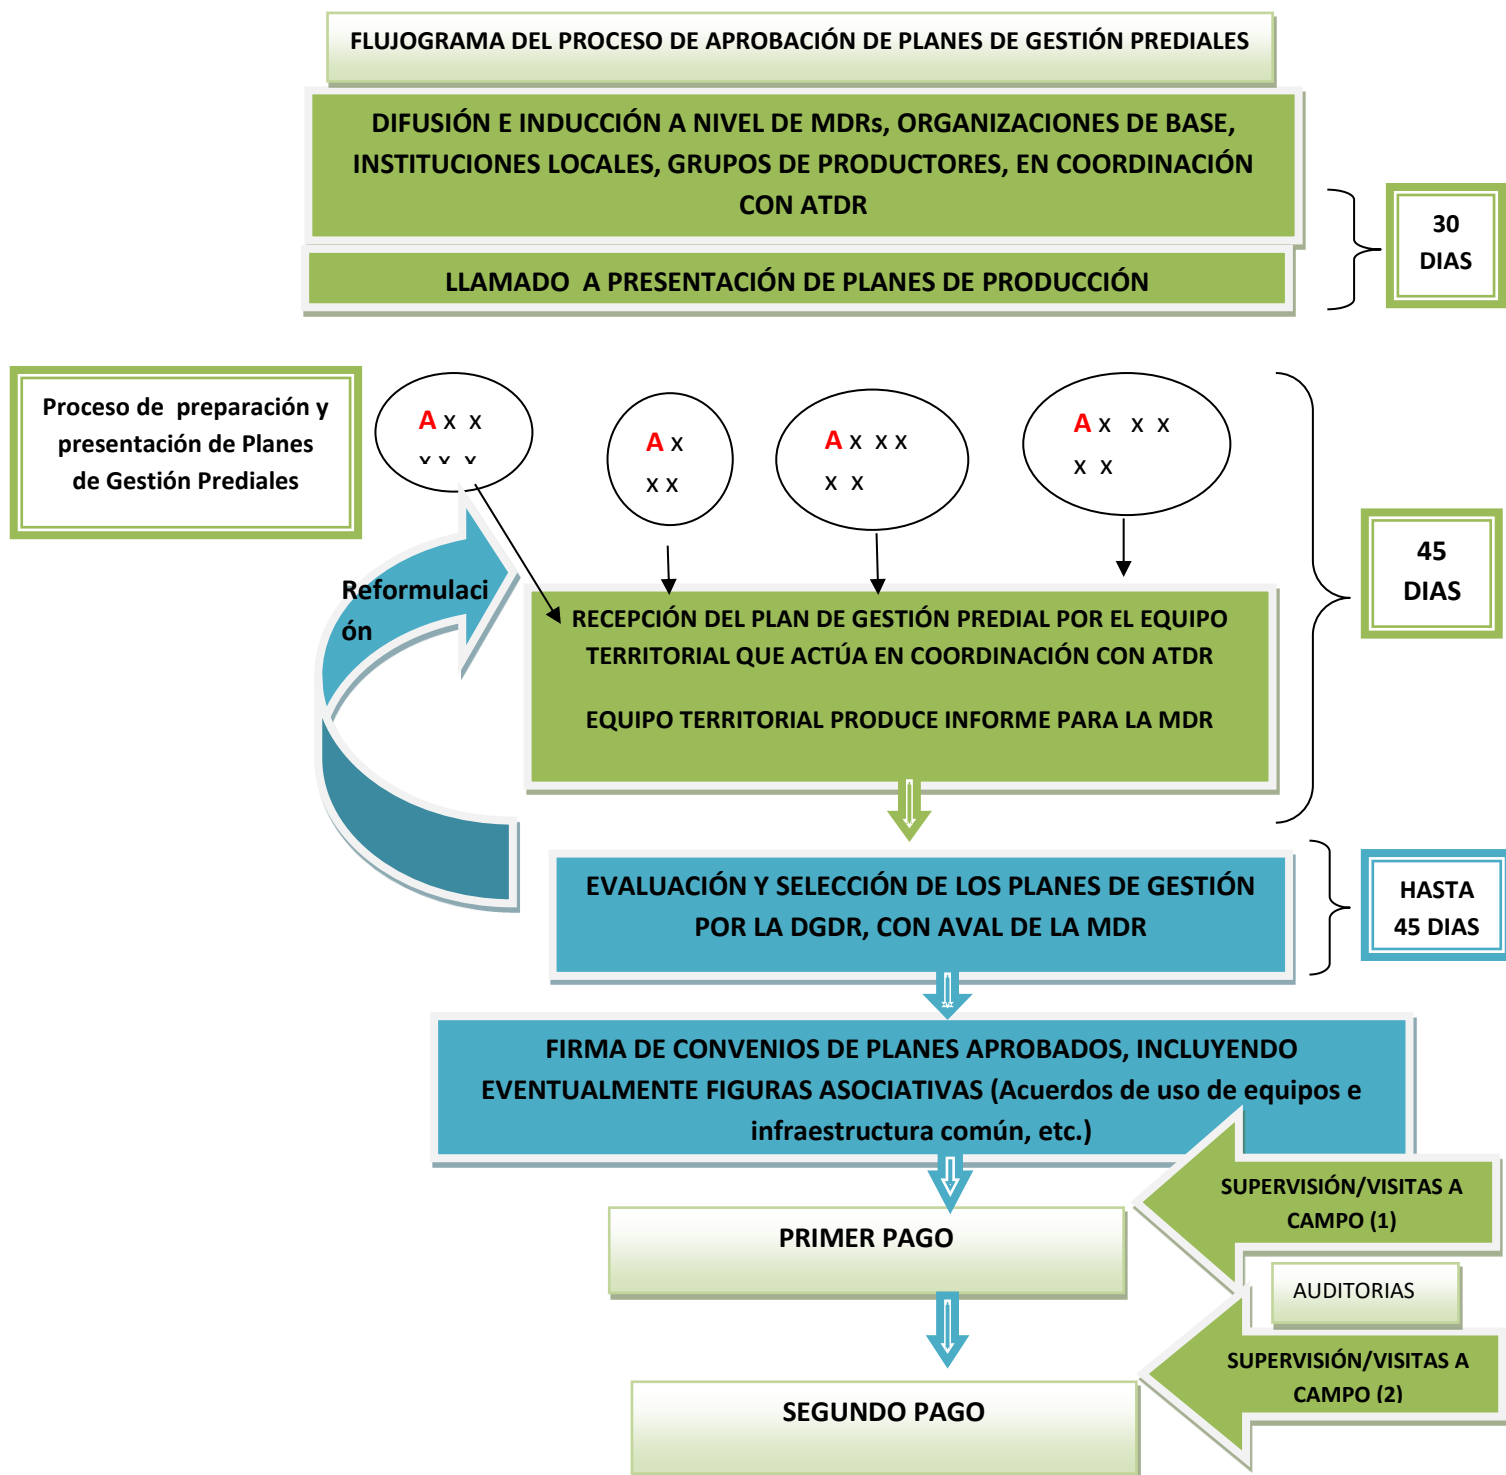 FLUJOGRAMA DEL PROCESO DE APROBACIÓN DE PLANES DE GESTIÓN PREDIALES
DIFUSIÓN E INDUCCIÓN A NIVEL DE MDRs, ORGANIZACIONES DE BASE,
INSTITUCIONES LOCALES, GRUPOS DE PRODUCTORES, EN COORDINACIÓN
CON ATDR
LLAMADO A PRESENTACIÓN DE PLANES DE PRODUCCIÓN
30
DIAS
Proceso de preparación y
presentación de Planes
de Gestión Prediales
A x x
x x x
A x
x x
A x x x
x x
A x x x
x x
45
DIAS
Reformulaci
ón
RECEPCIÓN DEL PLAN DE GESTIÓN PREDIAL POR EL EQUIPO
TERRITORIAL QUE ACTÚA EN COORDINACIÓN CON ATDR
EQUIPO TERRITORIAL PRODUCE INFORME PARA LA MDR
EVALUACIÓN Y SELECCIÓN DE LOS PLANES DE GESTIÓN
POR LA DGDR, CON AVAL DE LA MDR
HASTA
45 DIAS
FIRMA DE CONVENIOS DE PLANES APROBADOS, INCLUYENDO
EVENTUALMENTE FIGURAS ASOCIATIVAS (Acuerdos de uso de equipos e
infraestructura común, etc.)
SUPERVISIÓN/VISITAS A
CAMPO (1)
PRIMER PAGO
AUDITORIAS
SUPERVISIÓN/VISITAS A
CAMPO (2)
SEGUNDO PAGO